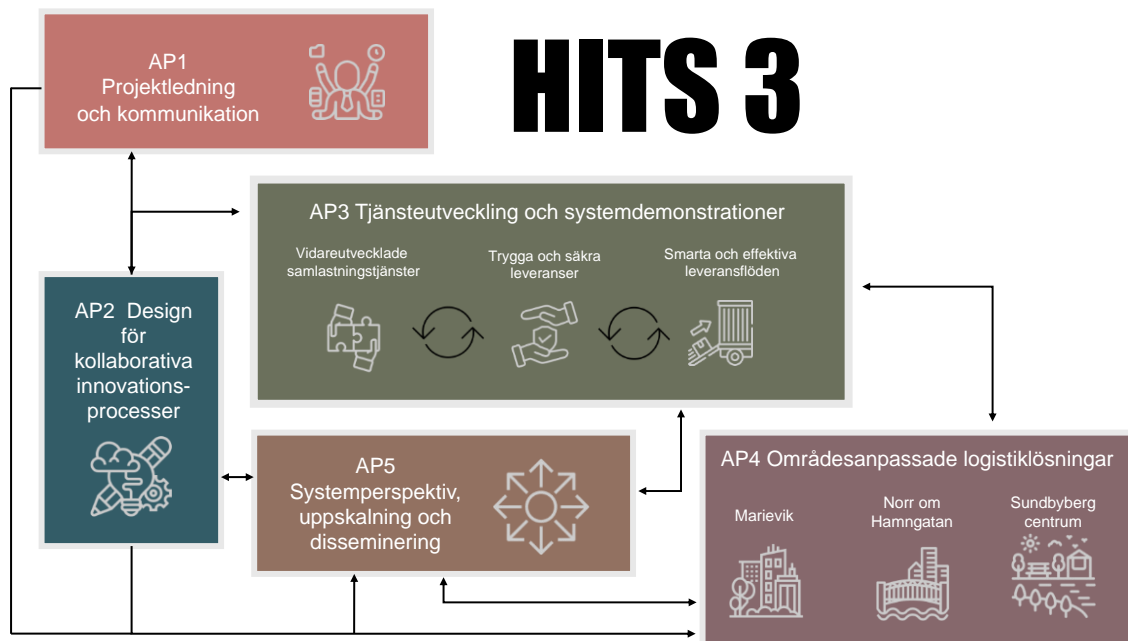 HITS 3
AP1
Projektledning
och kommunikation
AP3 Tjänsteutveckling och systemdemonstrationer
Vidareutvecklade
samlastningstjänster
Trygga och säkra
leveranser
Smarta och effektiva
leveransflöden
AP2 Design
för
kollaborativa
innovations-
processer
AP5
Systemperspektiv,
uppskalning och
disseminering
AP4 Områdesanpassade logistiklösningar
Marievik
Norr om
Hamngatan
Sundbyberg
centrum